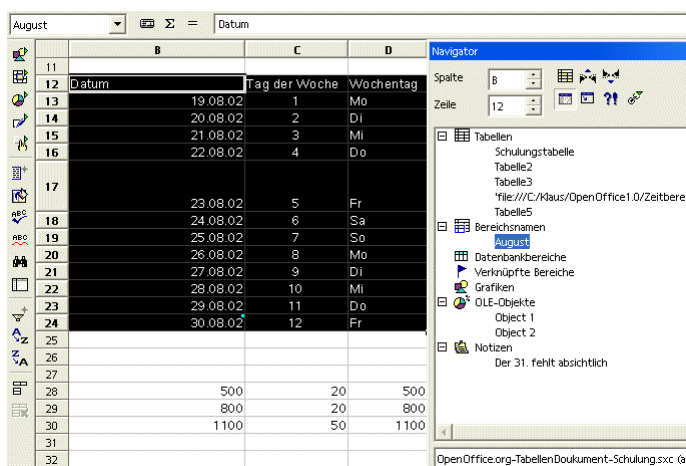 August Σ = Datum
B C D
11
12 Datum Tag der Woche Wochentag
13 19.08.02 1 Mo
14 20.08.02 2 Di
15 21.08.02 3 Mi
16 22.08.02 4 Do
17 23.08.02 5 Fr
18 24.08.02 6 Sa
19 25.08.02 7 So
20 26.08.02 8 Mo
21 27.08.02 9 Di
22 28.08.02 10 Mi
23 29.08.02 11 Do
24 30.08.02 12 Fr
25
26
27
28 500 20 500
29 800 20 800
30 1100 50 1100
31
32
ABC
ABC
A Z
Z A
Navigator
Spalte B
Zeile 12
Tabellen
Schulungstabelle
Tabelle2
Tabelle3
'file:///C:/Klaus/OpenOffice1.0/Zeitbere
Tabelle5
Bereichsnamen
August
Datenbankbereiche
Verknüpfte Bereiche
Grafiken
OLE-Objekte
Object 1
Object 2
Notizen
Der 31. fehlt absichtlich
OpenOffice.org-TabellenDoukument-Schulung.sxc (a